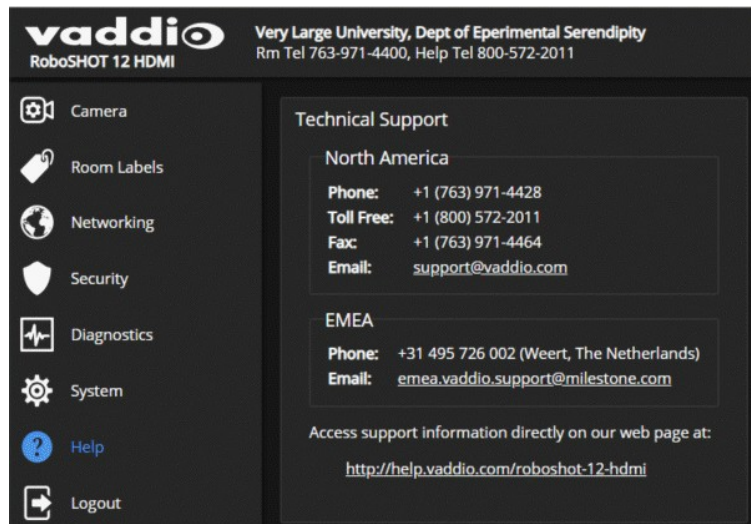 vaddio
RoboSHOT 12 HDMI
Very Large University, Dept of Eperimental Serendipity
Rm Tel 763-971-4400, Help Tel 800-572-2011
Camera
Room Labels
Networking
Security
Diagnostics
System
Help
Logout
Technical Support
North America
Phone: +1 (763) 971-4428
Toll Free: +1 (800) 572-2011
Fax: +1 (763) 971-4464
Email: support@vaddio.com
EMEA
Phone: +31 495 726 002 (Weert, The Netherlands)
Email: emea.vaddio.support@milestone.com
Access support information directly on our web page at:
http://help.vaddio.com/roboshot-12-hdmi